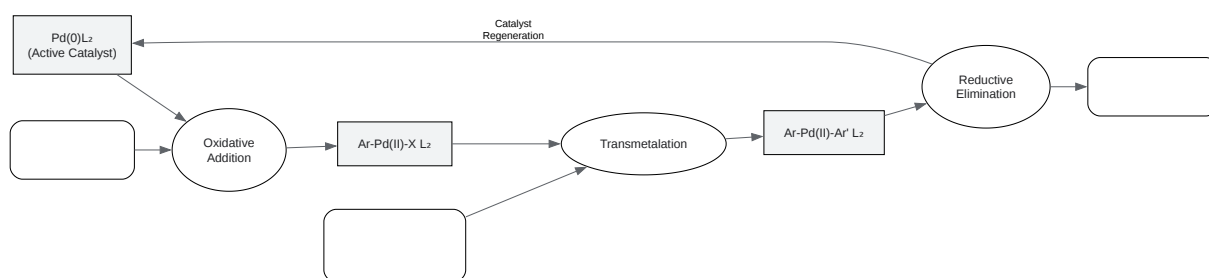 Pd(0)L₂
(Active Catalyst)
Catalyst
Regeneration
Reductive
Elimination
Oxidative
Addition
Ar-Pd(II)-X L₂
Transmetalation
Ar-Pd(II)-Ar' L₂